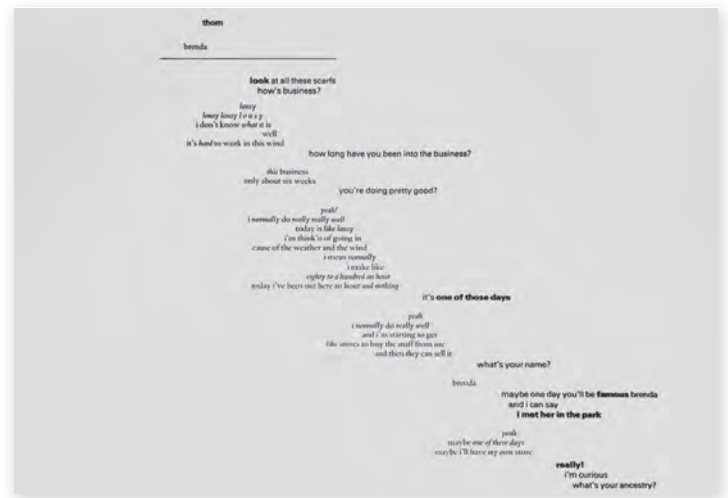 thom
brenda
look at all these scarfs
how's business?
lousy
lousy lousy l o u s y
i don't know what it is
well
it's hard to work in this wind
how long have you been into the business?
this business
only about six weeks
you're doing pretty good?
yeah!
i normally do really really well
today is like lousy
i'm think'n of going in
cause of the weather and the wind
i mean normally
i make like
eighty to a hundred an hour
today i've been out here an hour and nothing
it's one of those days
yeah
i normally do really well
and i'm starting to get
like stores to buy the stuff from me
and then they can sell it
what's your name?
brenda
maybe one day you'll be famous brenda
and i can say
I met her in the park
yeah
maybe one of these days
maybe i'll have my own store
really!
i'm curious
what's your ancestry?